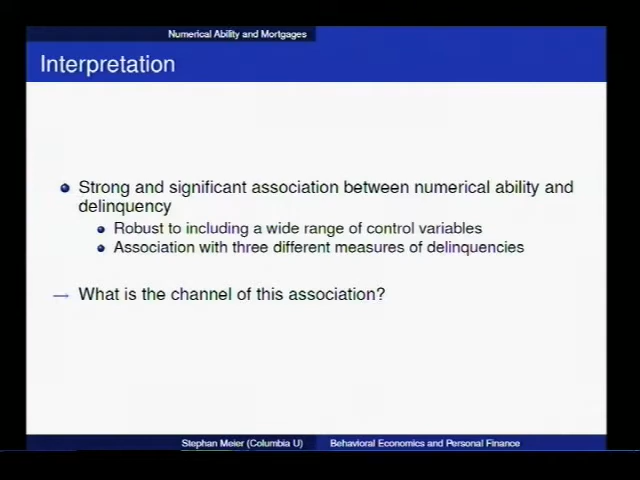 Numerical Ability and Mortgages
Interpretation
Strong and significant association between numerical ability and
delinquency
Robust to including a wide range of control variables
Association with three different measures of delinquencies
→ What is the channel of this association?
Stephan Meier (Columbia U) Behavioral Economics and Personal Finance